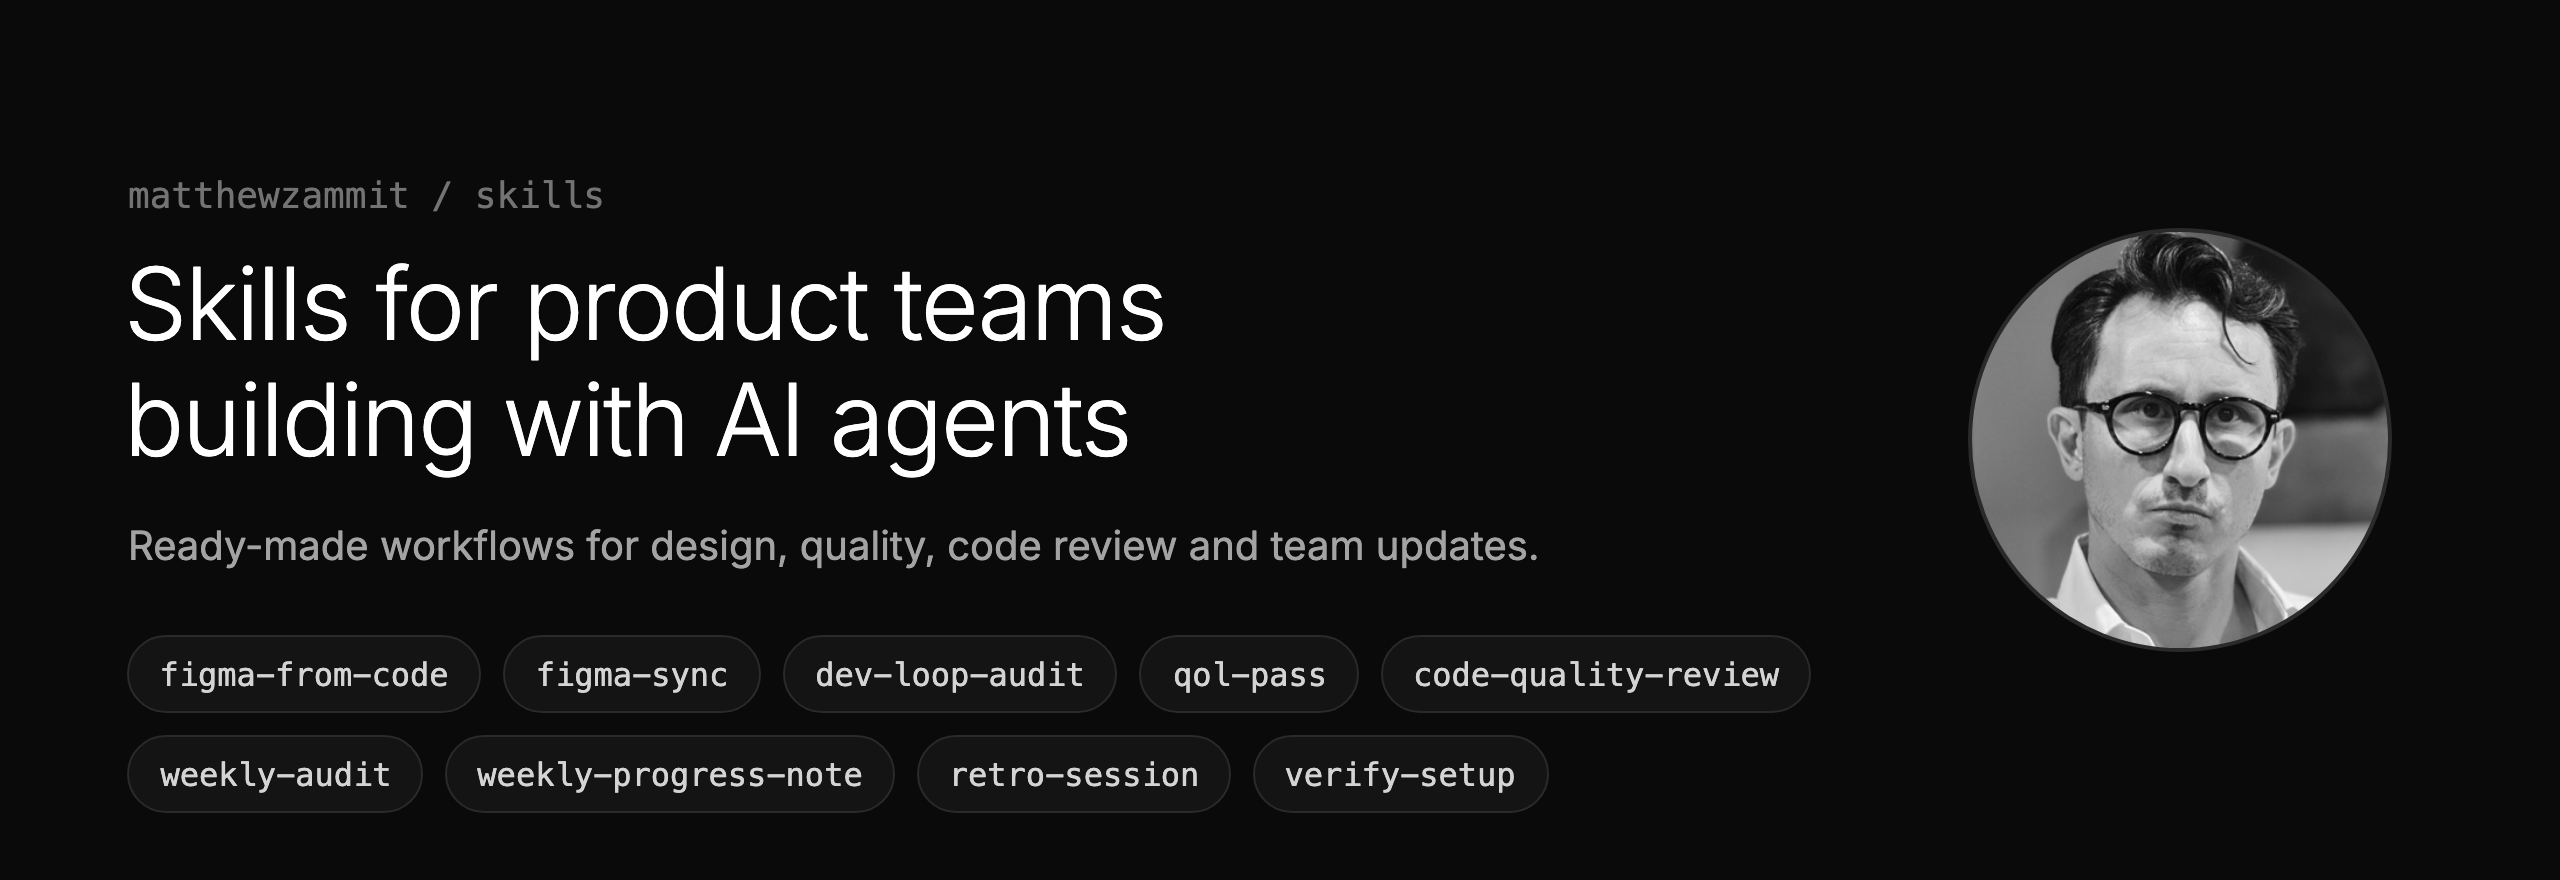 matthewzammit / skills
Skills for product teams
building with AI agents
Ready-made workflows for design, quality, code review and team updates.
figma-from-code figma-sync dev-loop-audit qol-pass code-quality-review
weekly-audit weekly-progress-note retro-session verify-setup